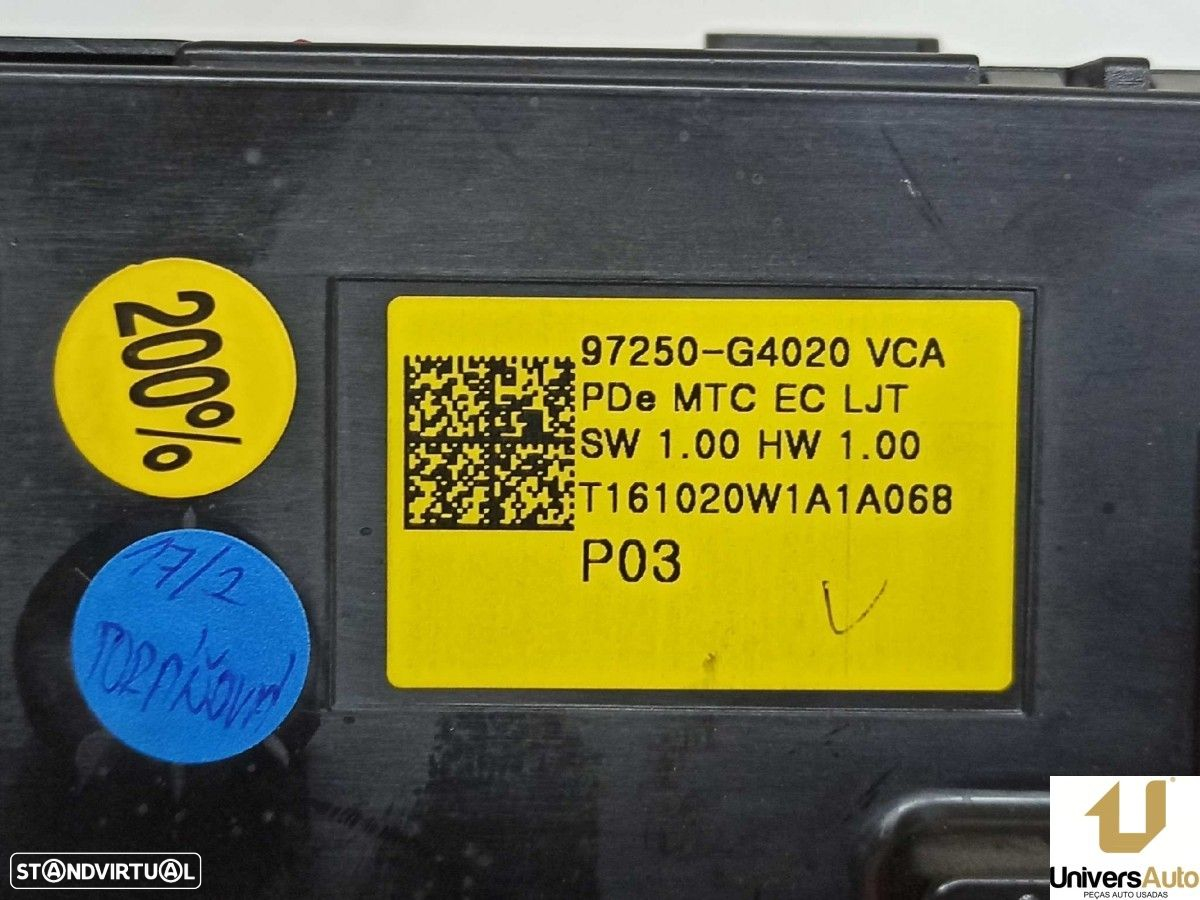 200%
97250-G4020 VCA
PDe MTC EC LJT
SW 1.00 HW 1.00
T161020W1A1A068
P03
17/2
STANDVIRTUAL
UniversAuto
PEÇAS AUTO USADAS